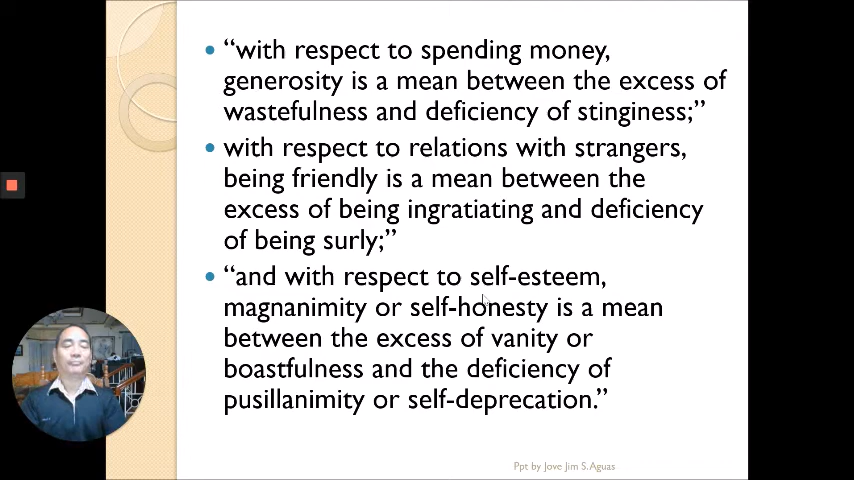 “with respect to spending money,
generosity is a mean between the excess of
wastefulness and deficiency of stinginess;”
with respect to relations with strangers,
being friendly is a mean between the
excess of being ingratiating and deficiency
of being surly;”
“and with respect to self-esteem,
magnanimity or self-honesty is a mean
between the excess of vanity or
boastfulness and the deficiency of
pusillanimity or self-deprecation.”
Ppt by Jove Jim S. Aguas